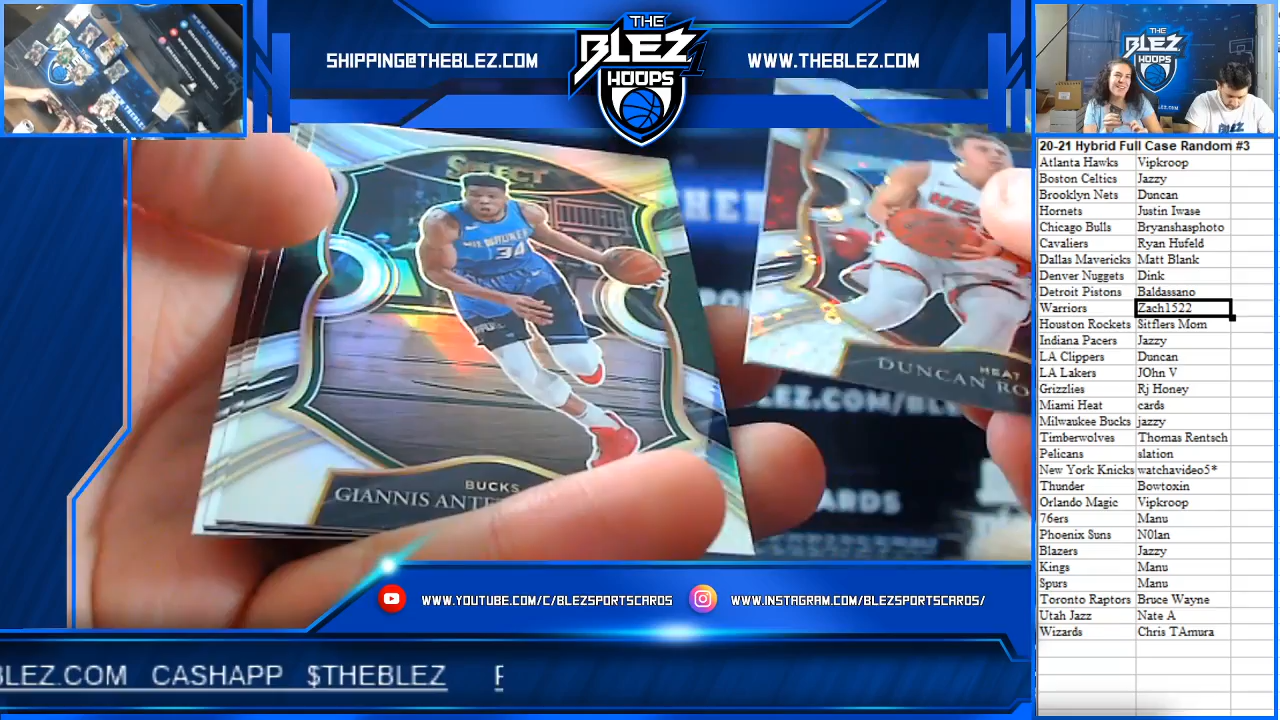 SHIPPING@THEBLEZ.COM
THE
BLEZ
HOOPS
WWW.THEBLEZ.COM
THE
BLEZ
SELECT
MILWAUKEE
34
BUCKS
HEAT
20-21 Hybrid Full Case Random #3
Atlanta Hawks Vipkroop
Boston Celtics Jazzy
Brooklyn Nets Duncan
Hornets Justin Iwase
Chicago Bulls Bryanshasphoto
Cavaliers Ryan Hufeld
Dallas Mavericks Matt Blank
Denver Nuggets Dink
Detroit Pistons Baldassano
Warriors Zach1522
Houston Rockets Sitflers Mom
Indiana Pacers Jazzy
LA Clippers Duncan
LA Lakers JOhn V
Grizzlies Rj Honey
Miami Heat cards
Milwaukee Bucks jazzy
Timberwolves Thomas Rentsch
Pelicans slation
New York Knicks watchavideo5*
Thunder Bowtoxin
Orlando Magic Vipkroop
76ers Manu
Phoenix Suns N0lan
Blazers Jazzy
Kings Manu
Spurs Manu
Toronto Raptors Bruce Wayne
Utah Jazz Nate A
Wizards Chris TAmura
GIANNIS
DUNCAN RO
WWW.YOUTUBE.COM/C/BLEZSPORTSCARDS
WWW.INSTAGRAM.COM/BLEZSPORTSCARDS/
BLEZ.COM CASHAPP $THEBLEZ